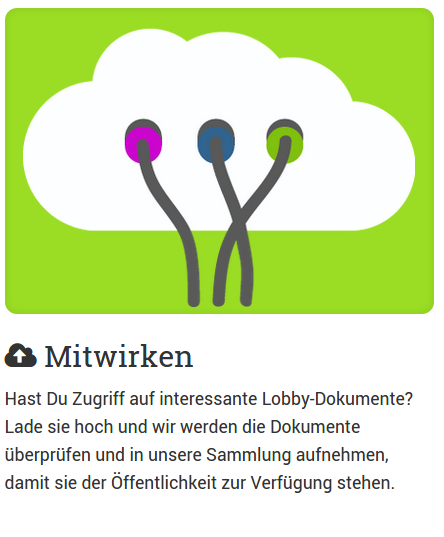 Mitwirken
Hast Du Zugriff auf interessante Lobby-Dokumente?
Lade sie hoch und wir werden die Dokumente
überprüfen und in unsere Sammlung aufnehmen,
damit sie der Öffentlichkeit zur Verfügung stehen.